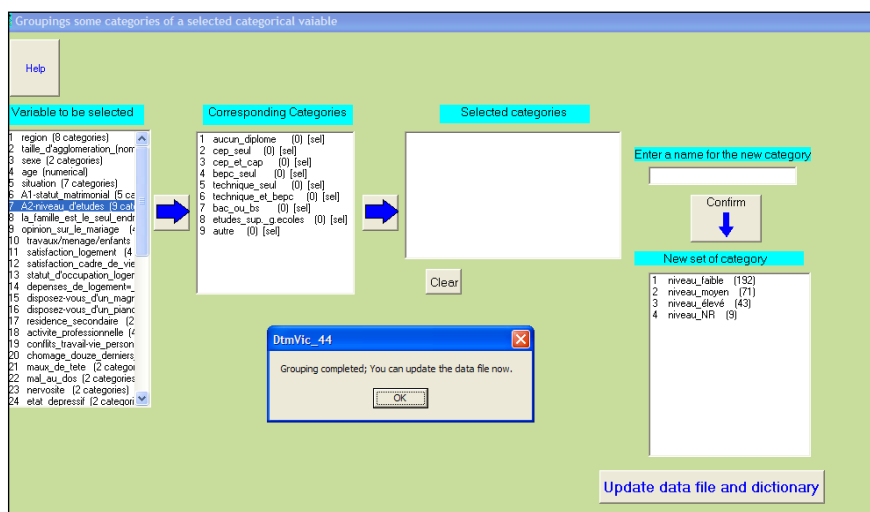 Groupings some categories of a selected categorical vaiable
Help
Variable to be selected
1 region (8 categories)
2 taille_d'agglomeration_(nom
3 sexe (2 categories)
4 age (numerical)
5 situation (7 categories)
6 A1-statut_matrimonial (5 ca
7 A2-niveau_d'etudes (9 cat
8 la_famille_est_le_seul_endr
9 opinion_sur_le_mariage (4
10 travaux/menage/enfants
11 satisfaction_logement (4
12 satisfaction_cadre_de_vie
13 statut_d'occupation_loger
14 depenses_de_logement=_
15 disposez-vous_d'un_magr
16 disposez-vous_d'un_pianc
17 residence_secondaire (2
18 activite_professionnelle (4
19 conflits_travail-vie_person
20 chomage_douze_derniers_
21 maux_de_tete (2 categor
22 mal_au_dos (2 categories
23 nervosite (2 categories)
24 etat_depressif (2 categori
Corresponding Categories
1 aucun_diplome (0) [sel]
2 cep_seul (0) [sel]
3 cep_et_cap (0) [sel]
4 bepc_seul (0) [sel]
5 technique_seul (0) [sel]
6 technique_et_bepc (0) [sel]
7 bac_ou_bs (0) [sel]
8 etudes_sup._g.ecoles (0) [sel]
9 autre (0) [sel]
Selected categories
Clear
Enter a name for the new category
Confirm
New set of category
1 niveau_faible (192)
2 niveau_moyen (71)
3 niveau_élevé (43)
4 niveau_NR (9)
DtmVic_44
Grouping completed; You can update the data file now.
OK
Update data file and dictionary